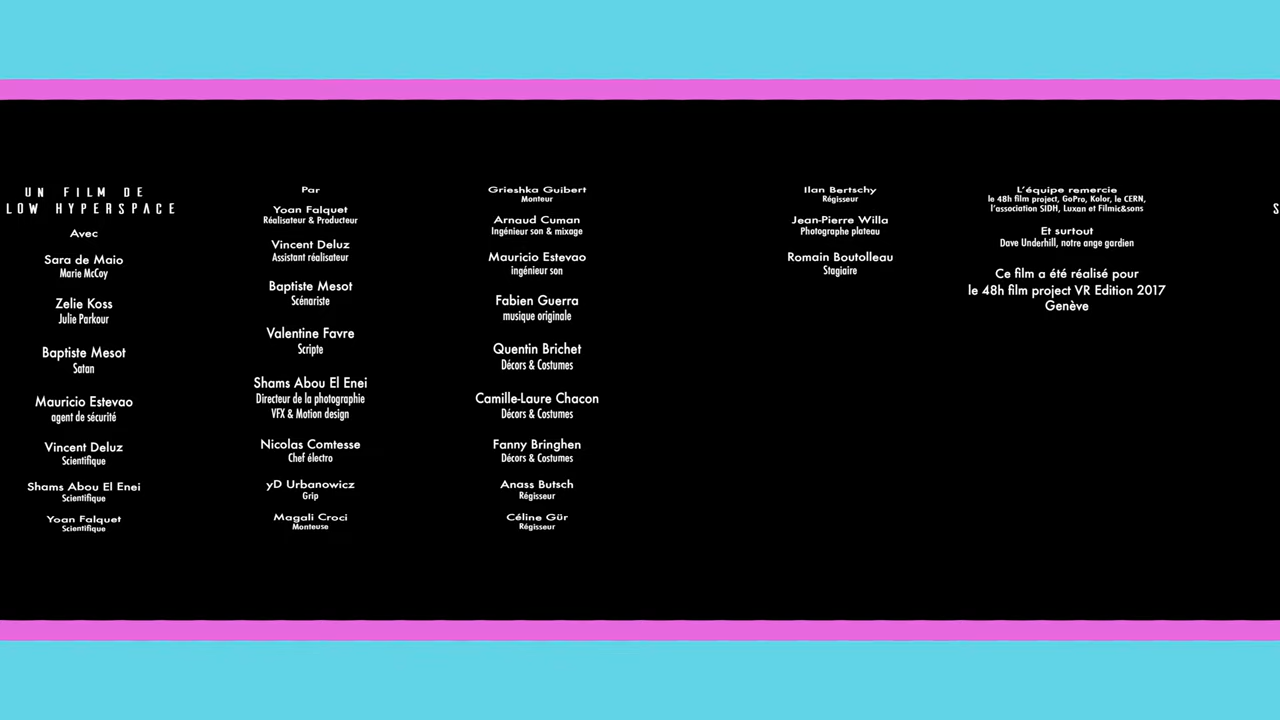 UN FILM DE
LOW HYPERSPACE
Avec
Sara de Maio
Marie McCoy
Zelie Koss
Julie Parkour
Baptiste Mesot
Satan
Mauricio Estevao
agent de sécurité
Vincent Deluz
Scientifique
Shams Abou El Enei
Scientifique
Yoan Falquet
Scientifique
Par
Yoan Falquet
Réalisateur & Producteur
Vincent Deluz
Assistant réalisateur
Baptiste Mesot
Scénariste
Valentine Favre
Scripte
Shams Abou El Enei
Directeur de la photographie
VFX & Motion design
Nicolas Comtesse
Chef électro
yD Urbanowicz
Grip
Magali Croci
Monteuse
Grieshka Guibert
Monteur
Arnaud Cuman
Ingénieur son & mixage
Mauricio Estevao
ingénieur son
Fabien Guerra
musique originale
Quentin Brichet
Décors & Costumes
Camille-Laure Chacon
Décors & Costumes
Fanny Bringhen
Décors & Costumes
Anass Butsch
Régisseur
Céline Gür
Régisseur
Ilan Bertschy
Régisseur
Jean-Pierre Willa
Photographe plateau
Romain Boutolleau
Stagiaire
L'équipe remercie
le 48h film project, GoPro, Kolor, le CERN,
l'association SIDH, Luxan et Filmic&sons
Et surtout
Dave Underhill, notre ange gardien
Ce film a été réalisé pour
le 48h film project VR Edition 2017
Genève
S